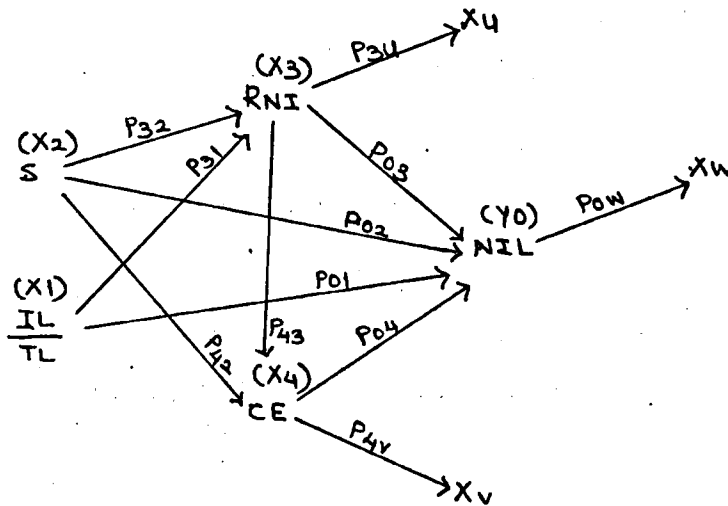 Xu
P3U
(X3)
RNI
P32
(X2)
S
P31
P03
Xw
P0W
(Y0)
NIL
P02
(X1)
IL
TL
P01
P43
P04
P42
(X4)
CE
P4V
Xv